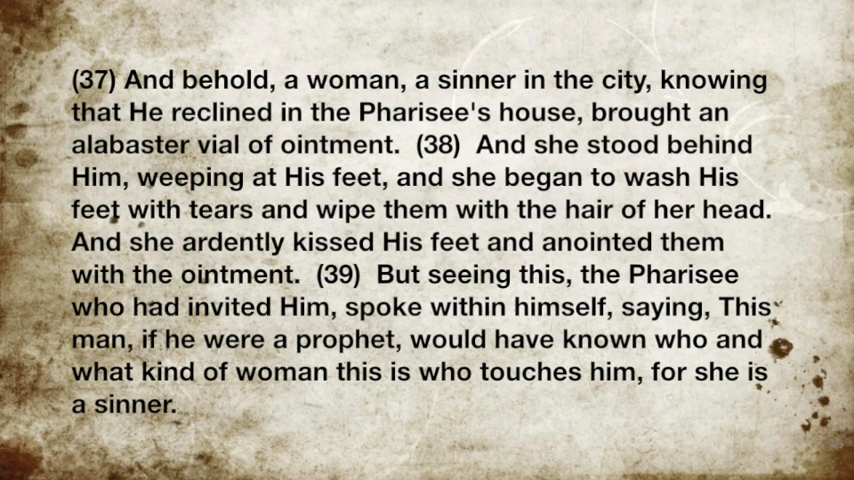 (37) And behold, a woman, a sinner in the city, knowing
that He reclined in the Pharisee's house, brought an
alabaster vial of ointment. (38) And she stood behind
Him, weeping at His feet, and she began to wash His
feet with tears and wipe them with the hair of her head.
And she ardently kissed His feet and anointed them
with the ointment. (39) But seeing this, the Pharisee
who had invited Him, spoke within himself, saying, This
man, if he were a prophet, would have known who and
what kind of woman this is who touches him, for she is
a sinner.